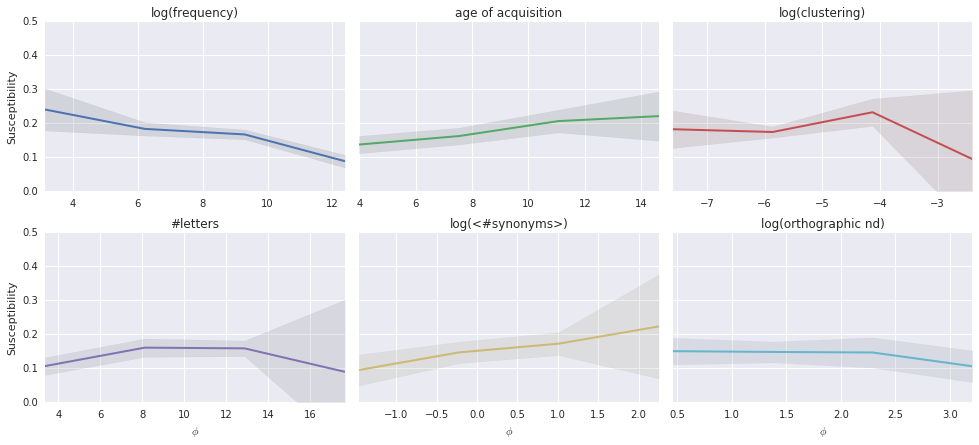 log(frequency) age of acquisition log(clustering)
0.5
0.4
0.3
0.2
0.1
0.0
Susceptibility
4 6 8 10 12
4 6 8 10 12 14
−7 −6 −5 −4 −3
#letters log(<#synonyms>) log(orthographic nd)
0.5
0.4
0.3
0.2
0.1
0.0
Susceptibility
4 6 8 10 12 14 16
−1.0 −0.5 0.0 0.5 1.0 1.5 2.0
0.5 1.0 1.5 2.0 2.5 3.0
ϕ ϕ ϕ